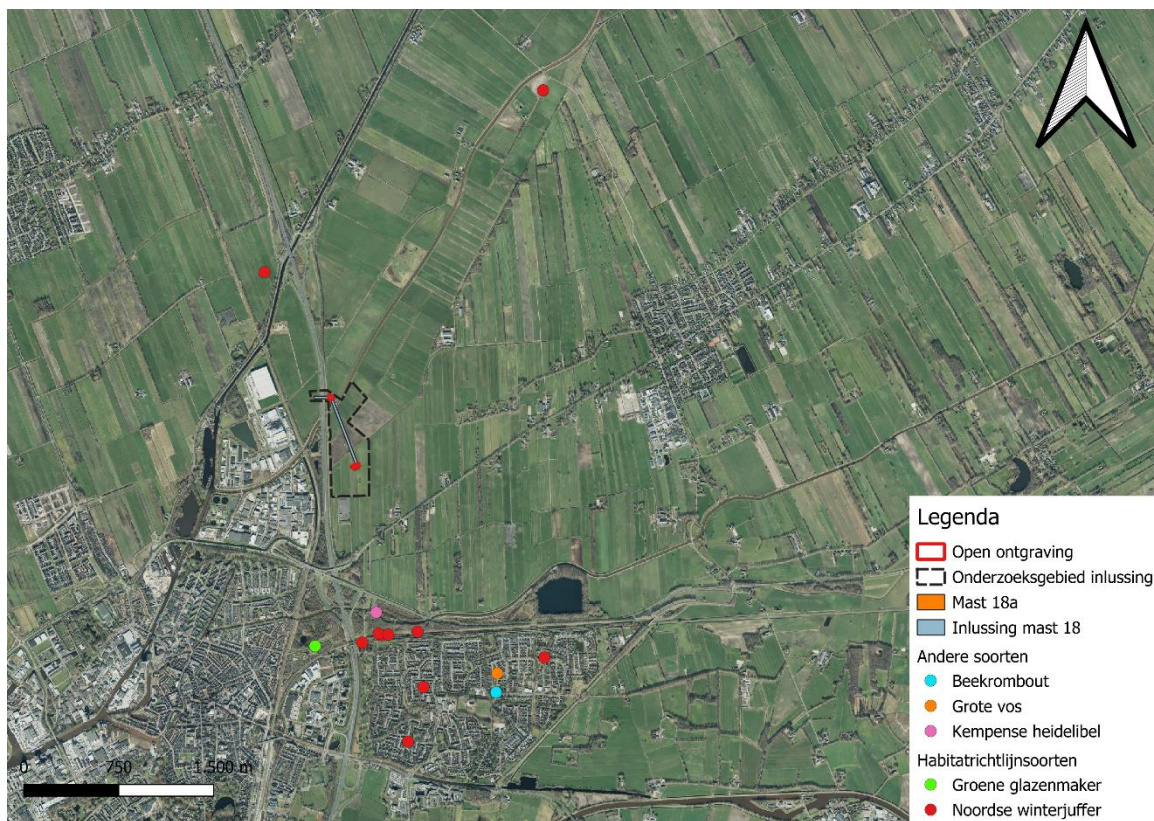 Legenda
Open ontgraving
Onderzoeksgebied inlussing
Mast 18a
Inlussing mast 18
Andere soorten
Beekrombout
Grote vos
Kempense heidelibel
Habitatrichtlijnsoorten
Groene glazenmaker
Noordse winterjuffer
0 750 1.500 m